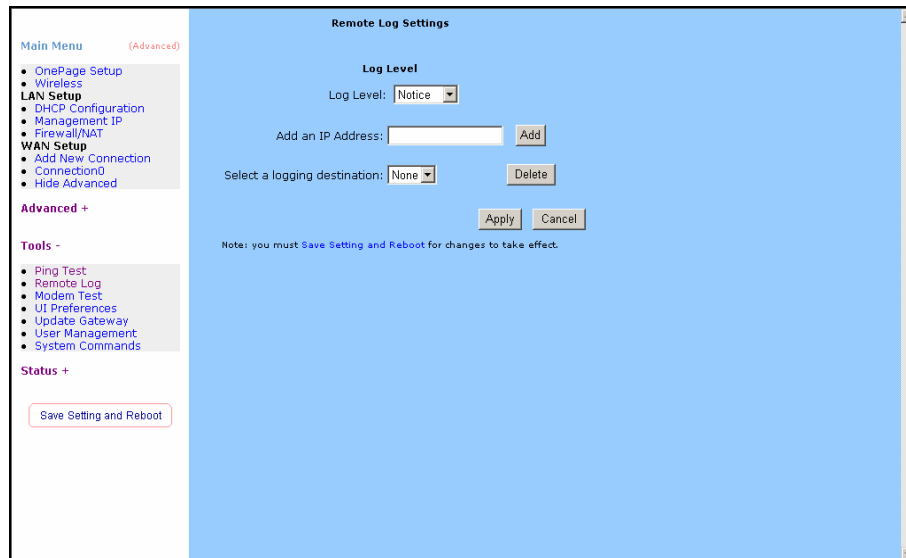 Main Menu (Advanced)
OnePage Setup
Wireless
LAN Setup
DHCP Configuration
Management IP
Firewall/NAT
WAN Setup
Add New Connection
Connection0
Hide Advanced
Advanced +
Tools -
Ping Test
Remote Log
Modem Test
UI Preferences
Update Gateway
User Management
System Commands
Status +
Save Setting and Reboot
Remote Log Settings
Log Level
Log Level: Notice
Add an IP Address: Add
Select a logging destination: None Delete
Apply Cancel
Note: you must Save Setting and Reboot for changes to take effect.